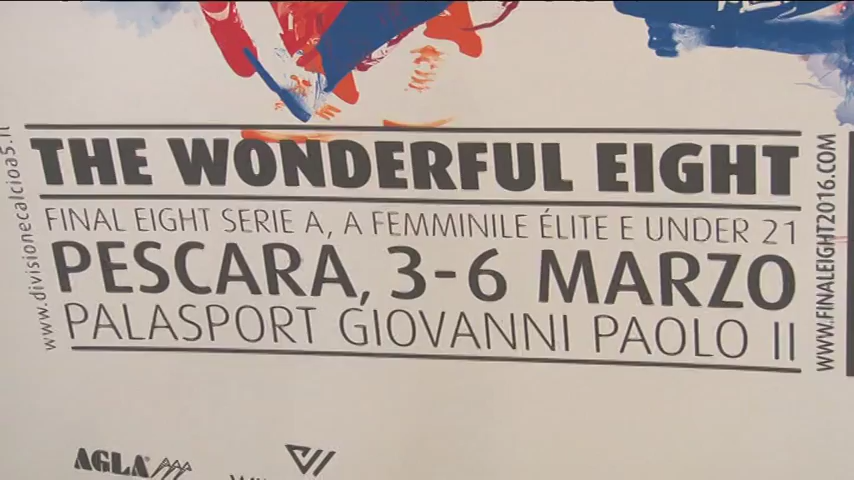 THE WONDERFUL EIGHT
FINAL EIGHT SERIE A, A FEMMINILE ÉLITE E UNDER 21
PESCARA, 3-6 MARZO
PALASPORT GIOVANNI PAOLO II
www.divisionecalcioa5.it
WWW.FINALEIGHT2016.COM
AGLA